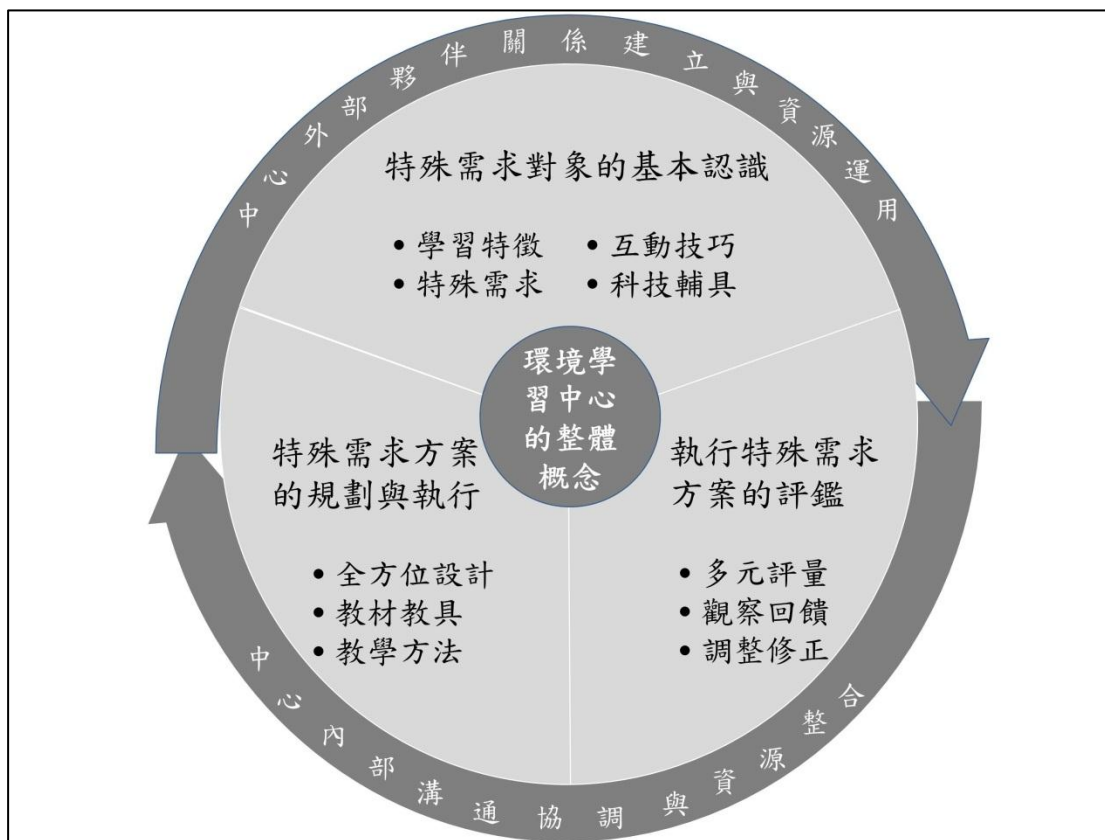 中心外部夥伴關係建立與資源運用
特殊需求對象的基本認識
• 學習特徵
• 特殊需求
• 互動技巧
• 科技輔具
環境學
習中心
的整體
概念
特殊需求方案
的規劃與執行
• 全方位設計
• 教材教具
• 教學方法
執行特殊需求
方案的評鑑
• 多元評量
• 觀察回饋
• 調整修正
中心內部溝通協調與資源整合